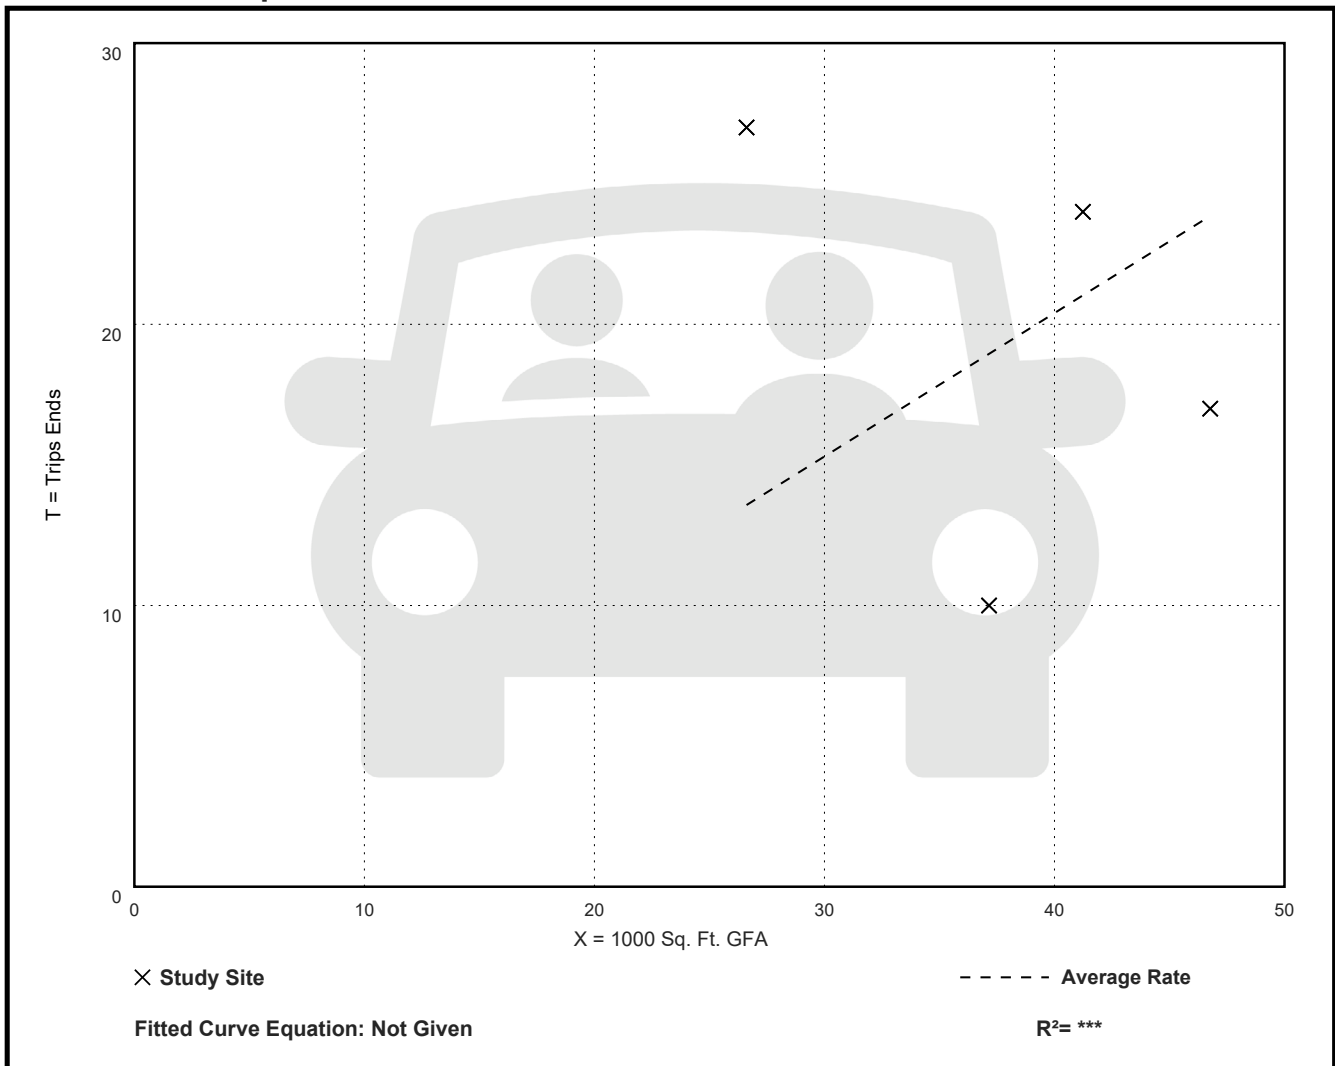 30
20
10
0
T = Trips Ends
0 10 20 30 40 50
X = 1000 Sq. Ft. GFA
Study Site
Average Rate
Fitted Curve Equation: Not Given
R²= ***